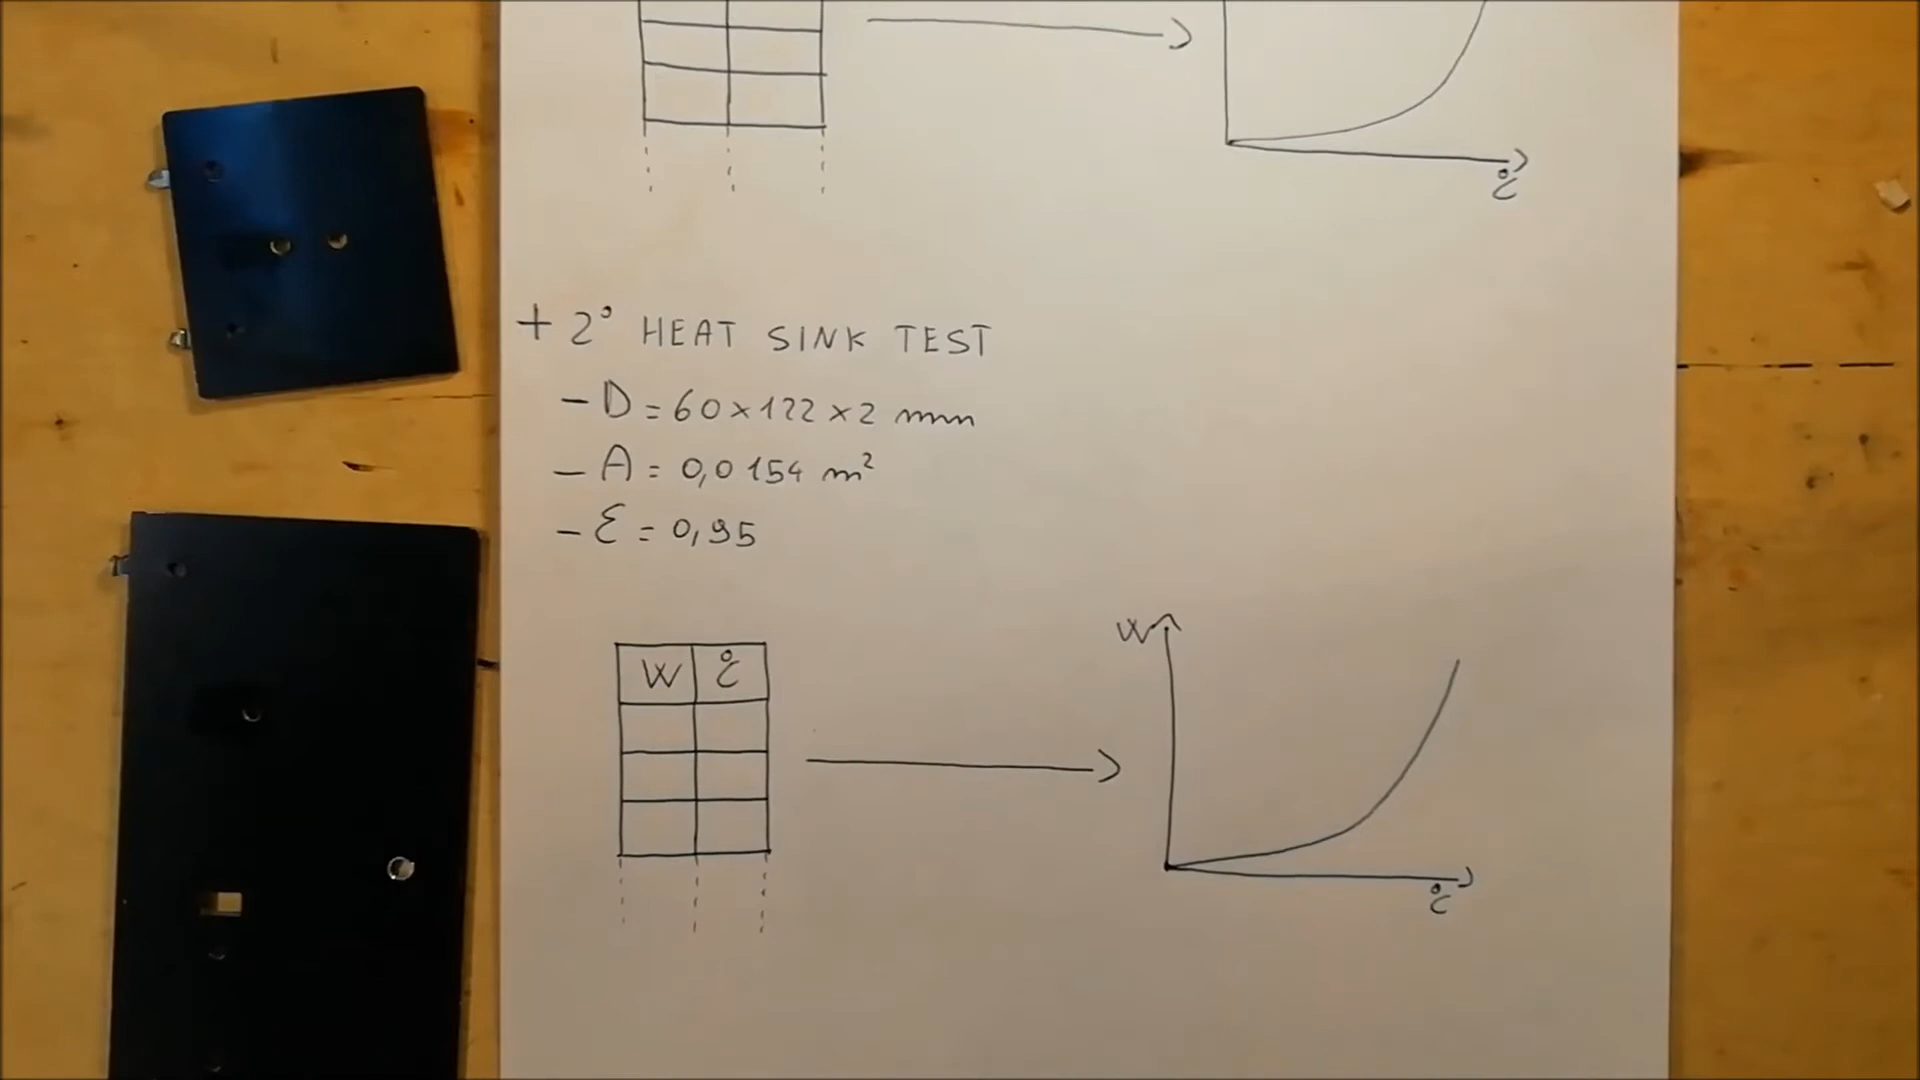 °C
+ 2° HEAT SINK TEST
- D = 60 x 122 x 2 mm
- A = 0,0154 m²
- Ɛ = 0,95
W °C
W
°C